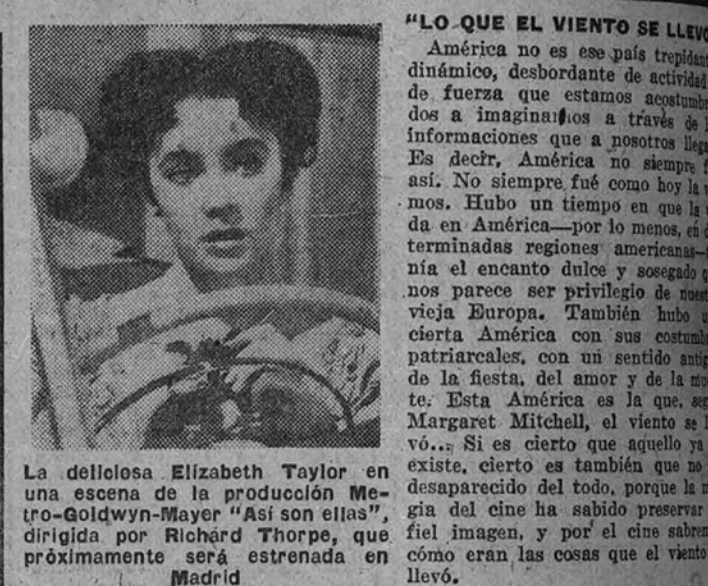 La deliciosa Elizabeth Taylor en
una escena de la producción Me-
tro-Goldwyn-Mayer "Así son ellas",
dirigida por Richard Thorpe, que
próximamente será estrenada en
Madrid
"LO QUE EL VIENTO SE LLEVO
América no es ese país
dinámico, desbordante de actividad
de fuerza que estamos
dos a a través de
informaciones que a nosotros
Es decir, América no siempre
así. No siempre fué como hoy la
mos. Hubo un tiempo en que la
da en América—por lo menos, en
terminadas regiones americanas—
nía el encanto dulce y sosegado
nos parece ser privilegio de
vieja Europa. También hubo
cierta América con sus
patriarcales, con un sentido
de la fiesta, del amor y de la
te. Esta América es la que,
Margaret Mitchell, el viento se
vó... Si es cierto que aquello ya
existe, cierto es también que no
desaparecido del todo, porque la
gia del cine ha sabido preservar
fiel imagen, y por el cine
cómo erán las cosas que el viento
llevó.